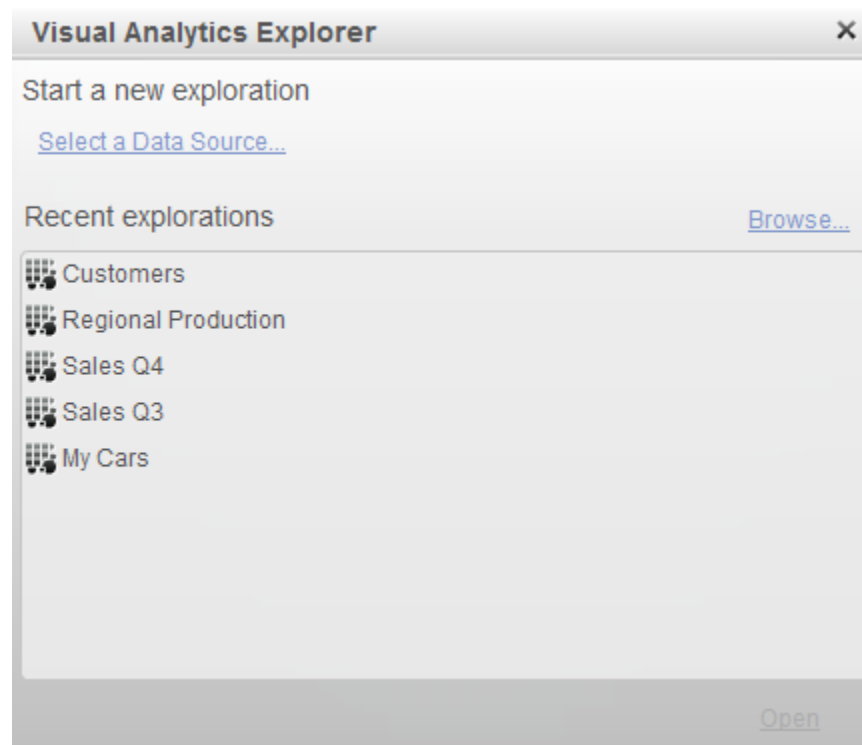 Visual Analytics Explorer
Start a new exploration
Select a Data Source...
Recent explorations
Browse...
Customers
Regional Production
Sales Q4
Sales Q3
My Cars
Open